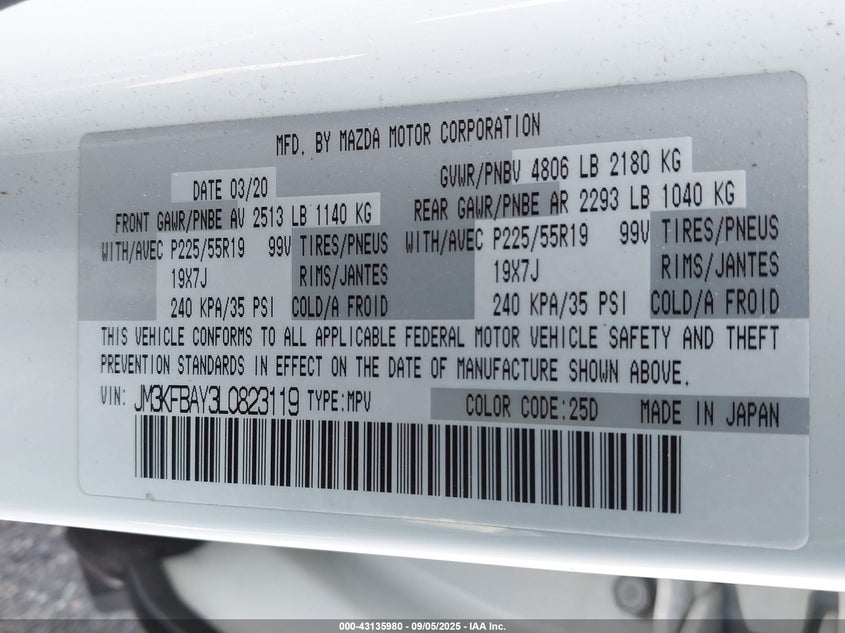 MFD. BY MAZDA MOTOR CORPORATION
DATE 03/20
GVWR/PNBV 4806 LB 2180 KG
FRONT GAWR/PNBE AV 2513 LB 1140 KG
REAR GAWR/PNBE AR 2293 LB 1040 KG
WITH/AVEC P225/55R19 99V TIRES/PNEUS WITH/AVEC P225/55R19 99V TIRES/PNEUS
19X7J RIMS/JANTES 19X7J RIMS/JANTES
240 KPA/35 PSI COLD/A FROID 240 KPA/35 PSI COLD/A FROID
THIS VEHICLE CONFORMS TO ALL APPLICABLE FEDERAL MOTOR VEHICLE SAFETY AND THEFT
PREVENTION STANDARDS IN EFFECT ON THE DATE OF MANUFACTURE SHOWN ABOVE.
VIN: JM3KFBAY3L0823119 TYPE:MPV COLOR CODE:25D MADE IN JAPAN
000-43135980 - 09/05/2025 - IAA Inc.